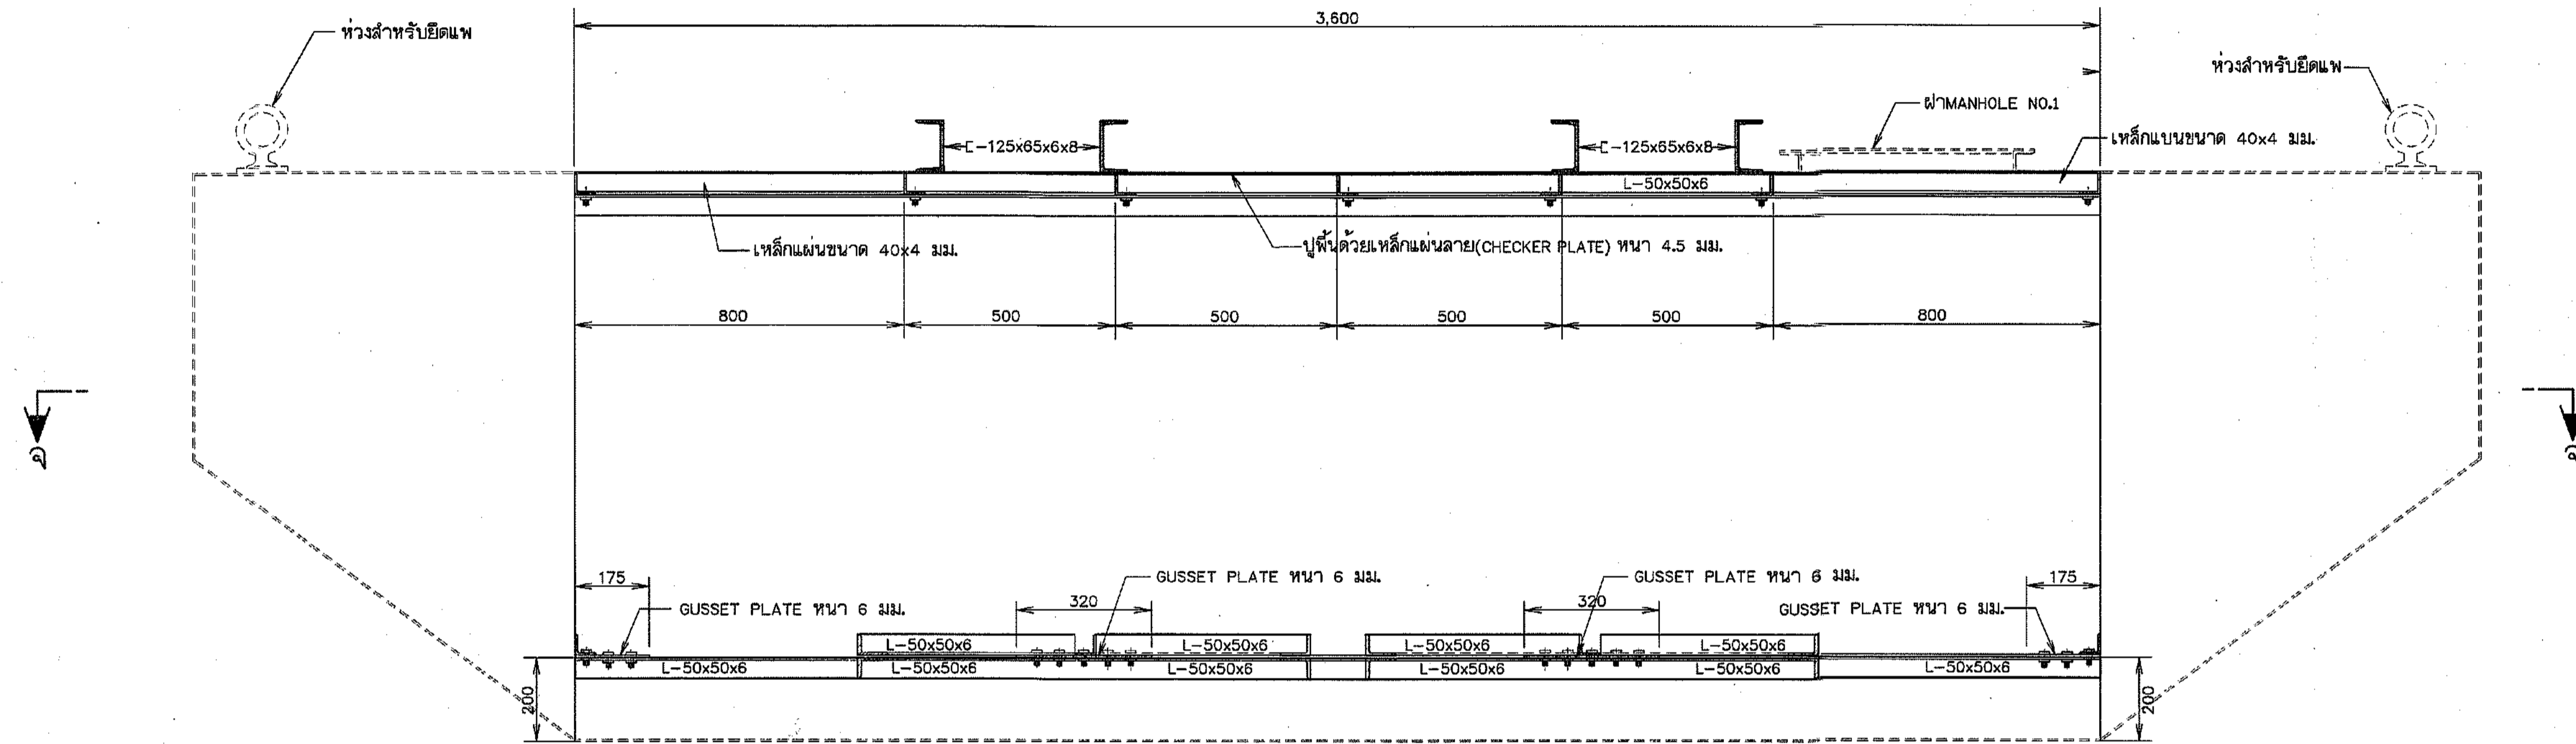 3,600
ห่วงสำหรับยึดแพ
ห่วงสำหรับยึดแพ
ฝาMANHOLE NO.1
เหล็กแบนขนาด 40x4 มม.
[-125x65x6x8
[-125x65x6x8
L-50x50x6
เหล็กแผ่นขนาด 40x4 มม.
ปูพื้นด้วยเหล็กแผ่นลาย(CHECKER PLATE) หนา 4.5 มม.
800
500
500
500
500
800
จ
จ
175
GUSSET PLATE หนา 6 มม.
320
GUSSET PLATE หนา 6 มม.
320
GUSSET PLATE หนา 6 มม.
175
GUSSET PLATE หนา 6 มม.
L-50x50x6
L-50x50x6
L-50x50x6
L-50x50x6
L-50x50x6
L-50x50x6
L-50x50x6
L-50x50x6
L-50x50x6
L-50x50x6
200
200